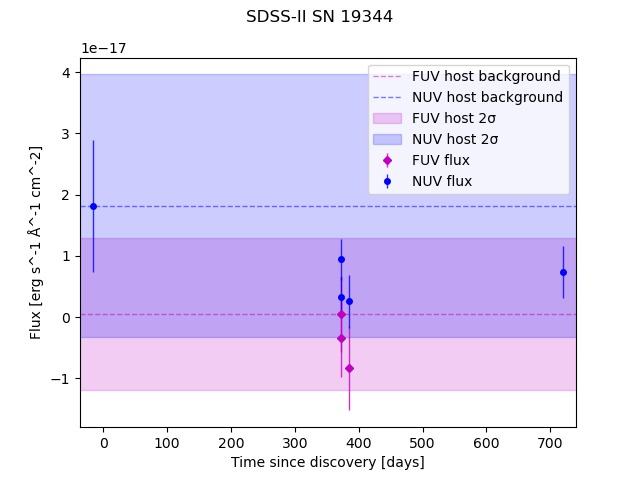 SDSS-II SN 19344
1e−17
FUV host background
NUV host background
FUV host 2σ
NUV host 2σ
FUV flux
NUV flux
4
3
2
1
0
−1
Flux [erg s^-1 Å^-1 cm^-2]
0 100 200 300 400 500 600 700
Time since discovery [days]